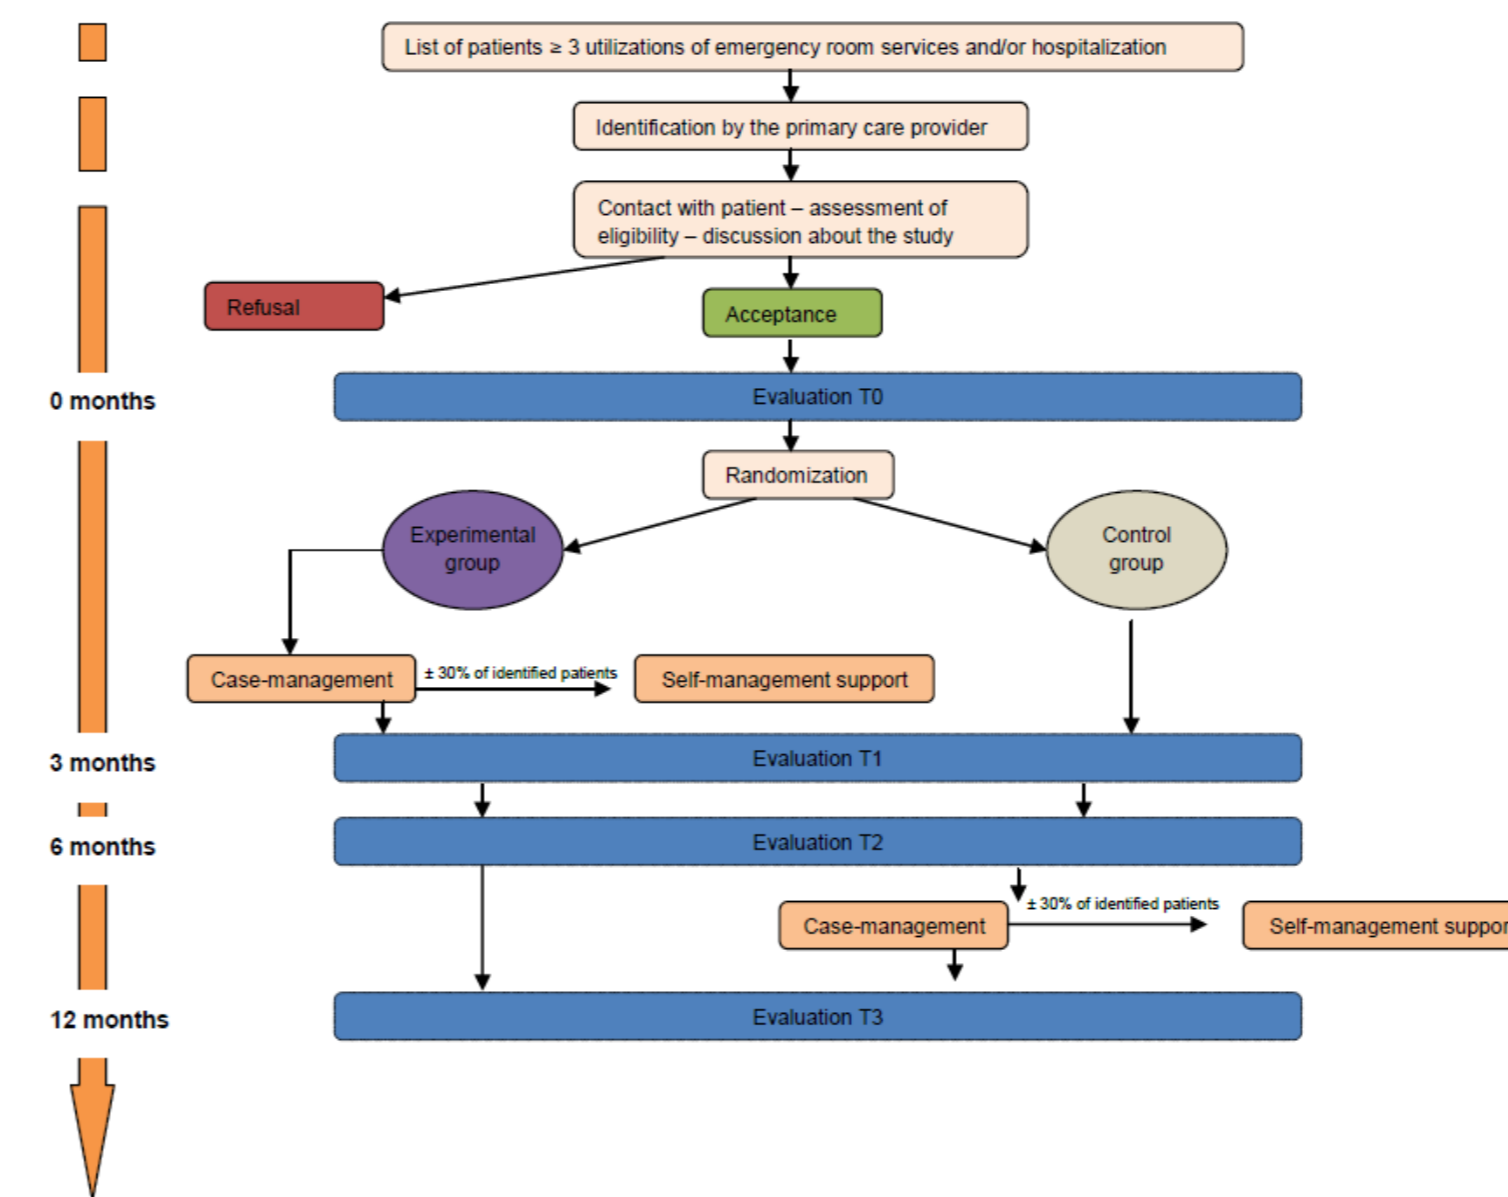 List of patients ≥ 3 utilizations of emergency room services and/or hospitalization
Identification by the primary care provider
Contact with patient – assessment of
eligibility – discussion about the study
Refusal
Acceptance
0 months
Evaluation T0
Randomization
Experimental
group
Control
group
Case-management
± 30% of identified patients
Self-management support
3 months
Evaluation T1
6 months
Evaluation T2
± 30% of identified patients
Case-management
Self-management suppor
12 months
Evaluation T3